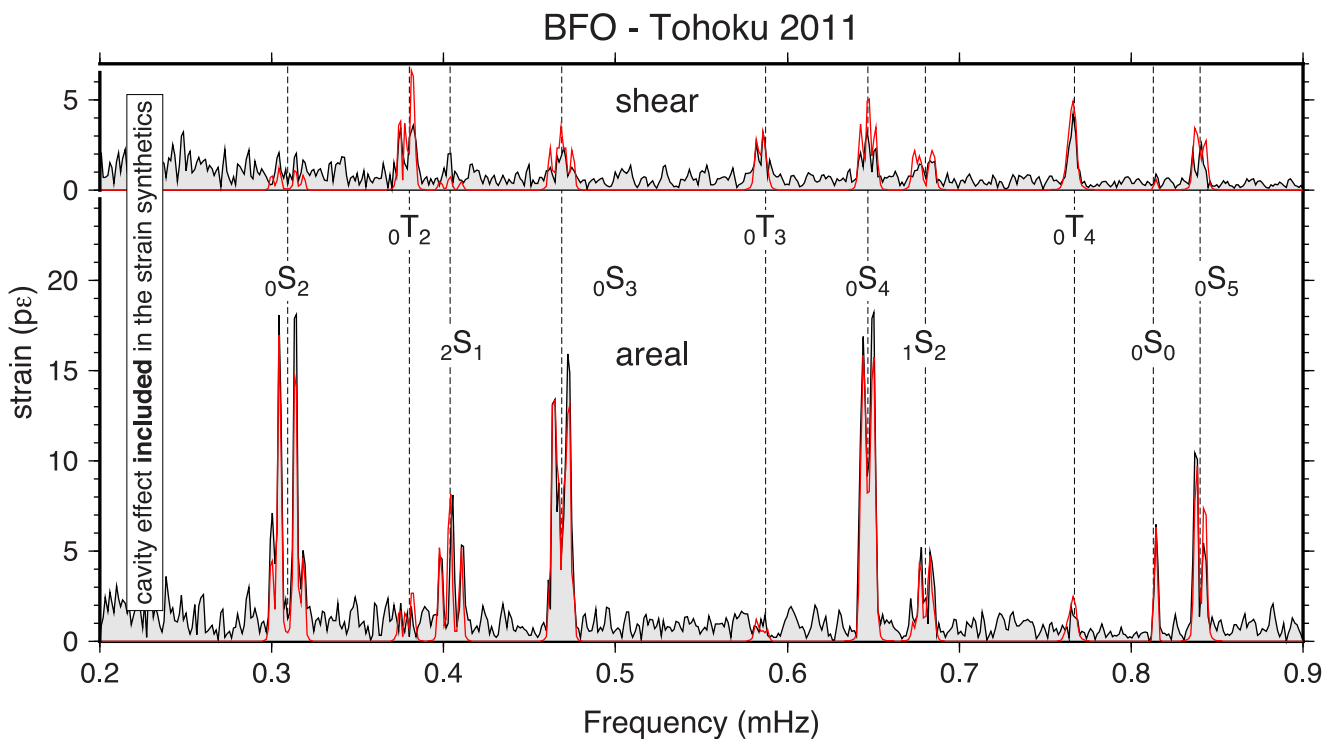 BFO - Tohoku 2011
shear
5
0
cavity effect included in the strain synthetics
strain (pε)
₀T₂
₀T₃
₀T₄
₀S₂
₀S₃
₀S₄
₀S₅
₂S₁
areal
₁S₂
₀S₀
20
15
10
5
0
0.2
0.3
0.4
0.5
0.6
0.7
0.8
0.9
Frequency (mHz)